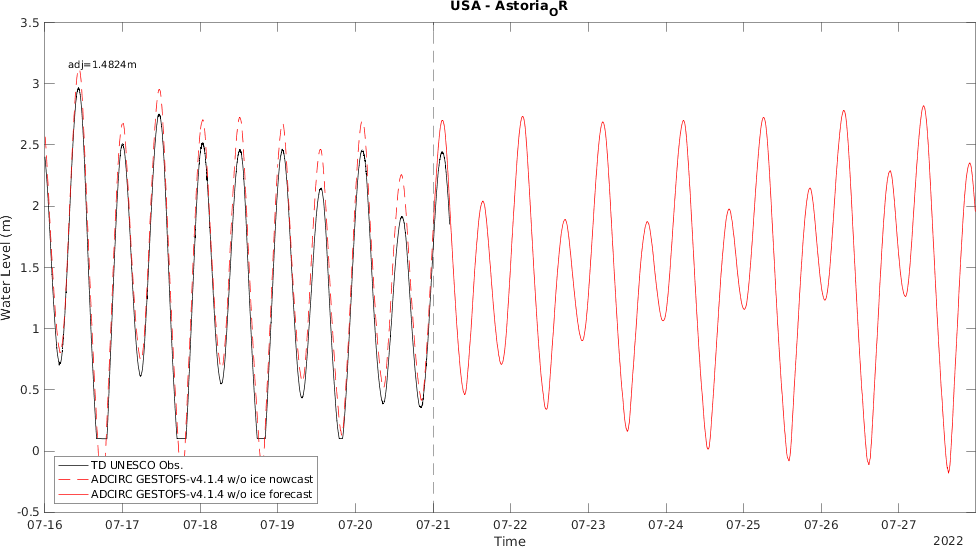 USA - AstoriaOR
adj=1.4824m
3.5
3
2.5
2
1.5
1
0.5
0
-0.5
Water Level (m)
TD UNESCO Obs.
ADCIRC GESTOFS-v4.1.4 w/o ice nowcast
ADCIRC GESTOFS-v4.1.4 w/o ice forecast
07-16 07-17 07-18 07-19 07-20 07-21 07-22 07-23 07-24 07-25 07-26 07-27
Time
2022